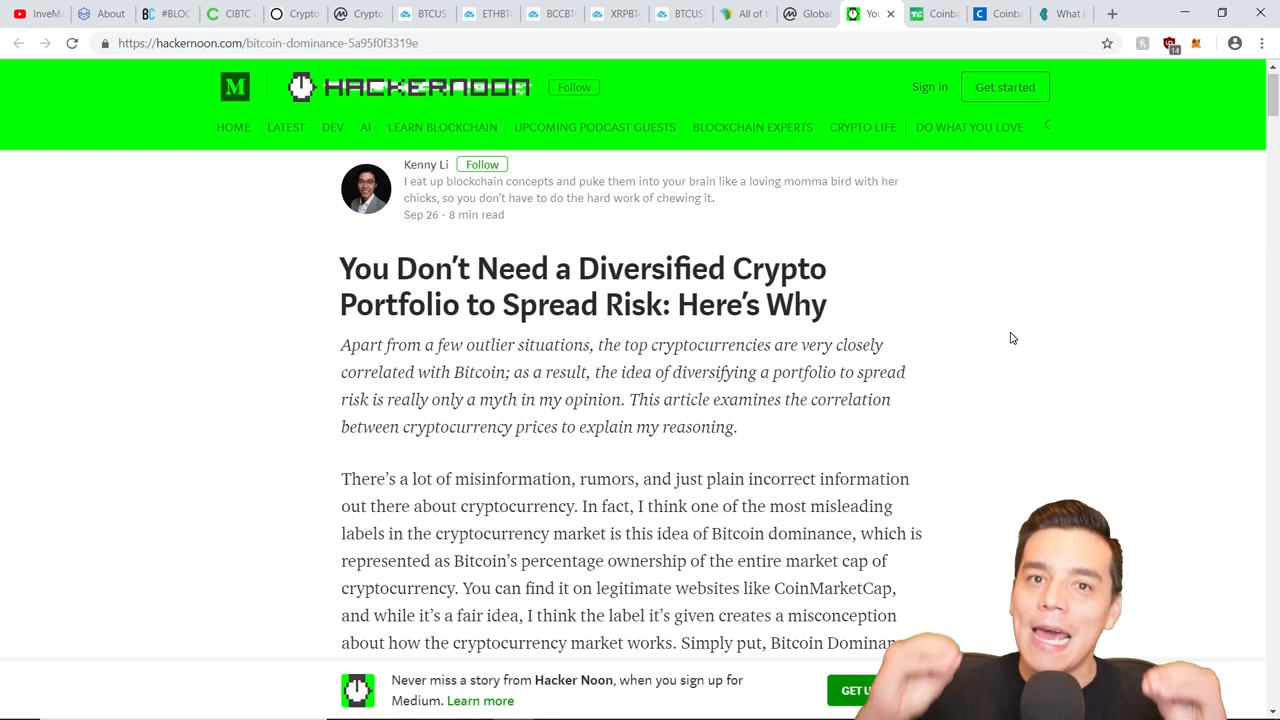 InveMo
Crypto
#BLOC
CIBTC
InvestF
Crypto
BTCUS
ETHBT
BCCBT
XRPBTC
BTCUS
All of t
Global
You
Coinba
Coinb
What D
https://hackernoon.com/bitcoin-dominance-5a95f0f3319e
14
M
HACKERNOON
Follow
Sign in
Get started
HOME LATEST DEV AI LEARN BLOCKCHAIN UPCOMING PODCAST GUESTS BLOCKCHAIN EXPERTS CRYPTO LIFE DO WHAT YOU LOVE
Kenny Li Follow
I eat up blockchain concepts and puke them into your brain like a loving momma bird with her
chicks, so you don’t have to do the hard work of chewing it.
Sep 26 · 8 min read
You Don’t Need a Diversified Crypto
Portfolio to Spread Risk: Here’s Why
Apart from a few outlier situations, the top cryptocurrencies are very closely
correlated with Bitcoin; as a result, the idea of diversifying a portfolio to spread
risk is really only a myth in my opinion. This article examines the correlation
between cryptocurrency prices to explain my reasoning.
There’s a lot of misinformation, rumors, and just plain incorrect information
out there about cryptocurrency. In fact, I think one of the most misleading
labels in the cryptocurrency market is this idea of Bitcoin dominance, which is
represented as Bitcoin’s percentage ownership of the entire market cap of
cryptocurrency. You can find it on legitimate websites like CoinMarketCap,
and while it’s a fair idea, I think the label it’s given creates a misconception
about how the cryptocurrency market works. Simply put, Bitcoin Dominan
Never miss a story from Hacker Noon, when you sign up for
Medium. Learn more
GET U